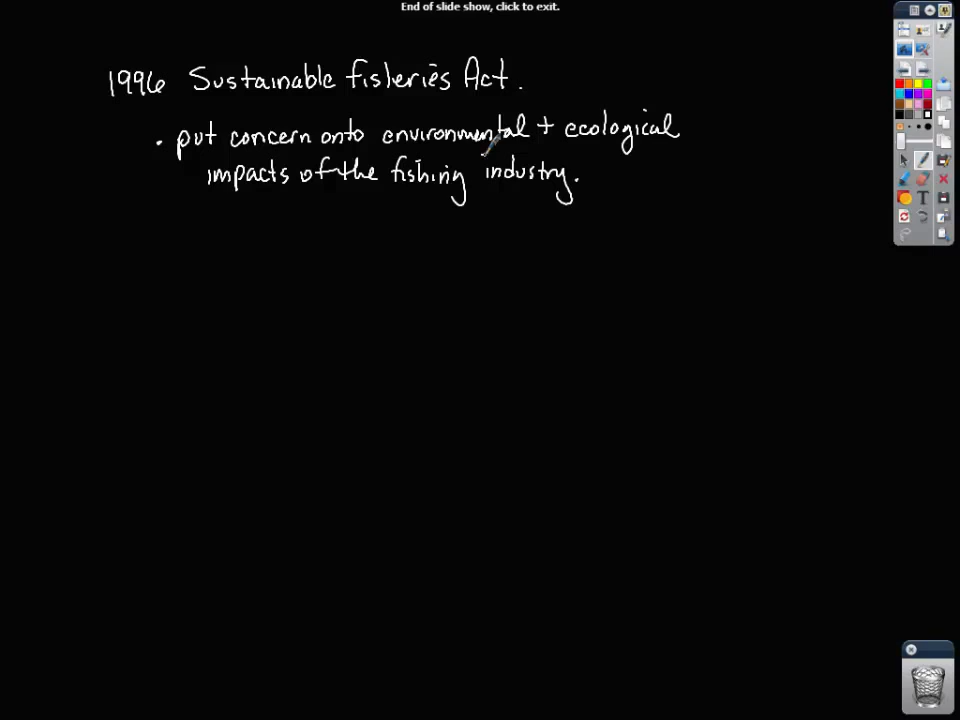 End of slide show, click to exit.
1996 Sustainable fisheries Act.
• put concern onto environmental + ecological
impacts of the fishing industry.
T